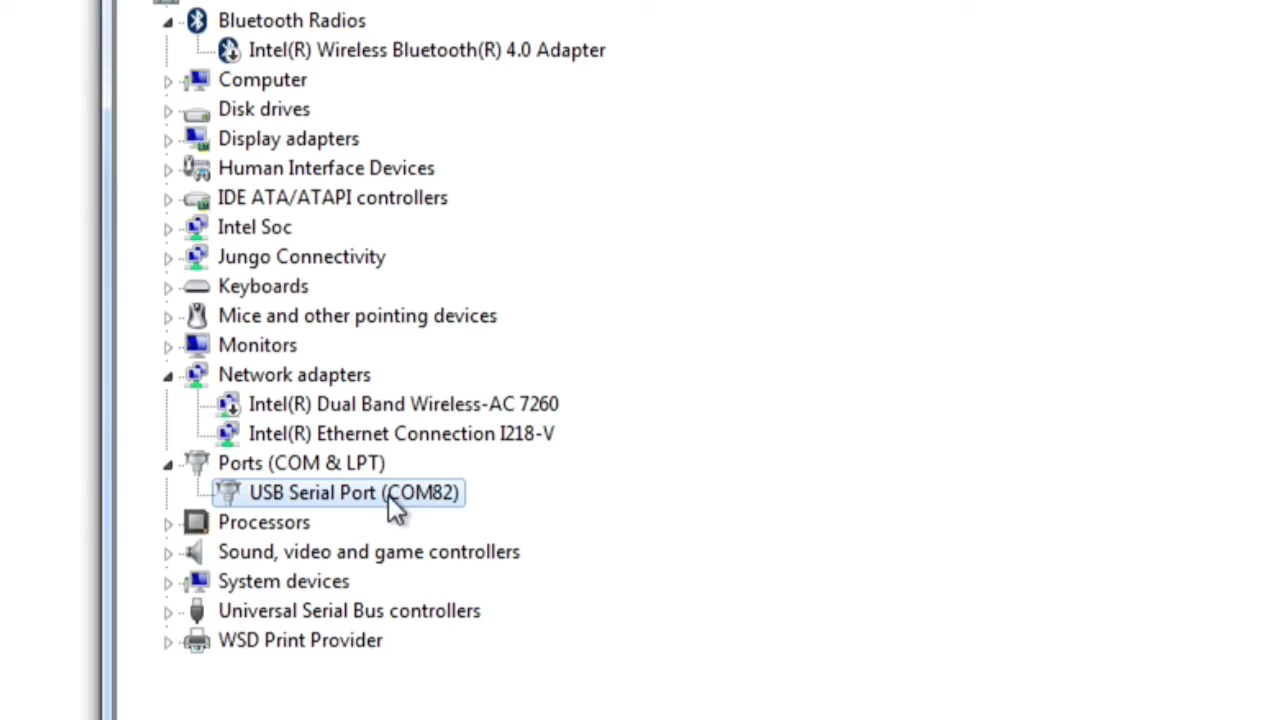 Bluetooth Radios
Intel(R) Wireless Bluetooth(R) 4.0 Adapter
Computer
Disk drives
Display adapters
Human Interface Devices
IDE ATA/ATAPI controllers
Intel Soc
Jungo Connectivity
Keyboards
Mice and other pointing devices
Monitors
Network adapters
Intel(R) Dual Band Wireless-AC 7260
Intel(R) Ethernet Connection I218-V
Ports (COM & LPT)
USB Serial Port (COM82)
Processors
Sound, video and game controllers
System devices
Universal Serial Bus controllers
WSD Print Provider